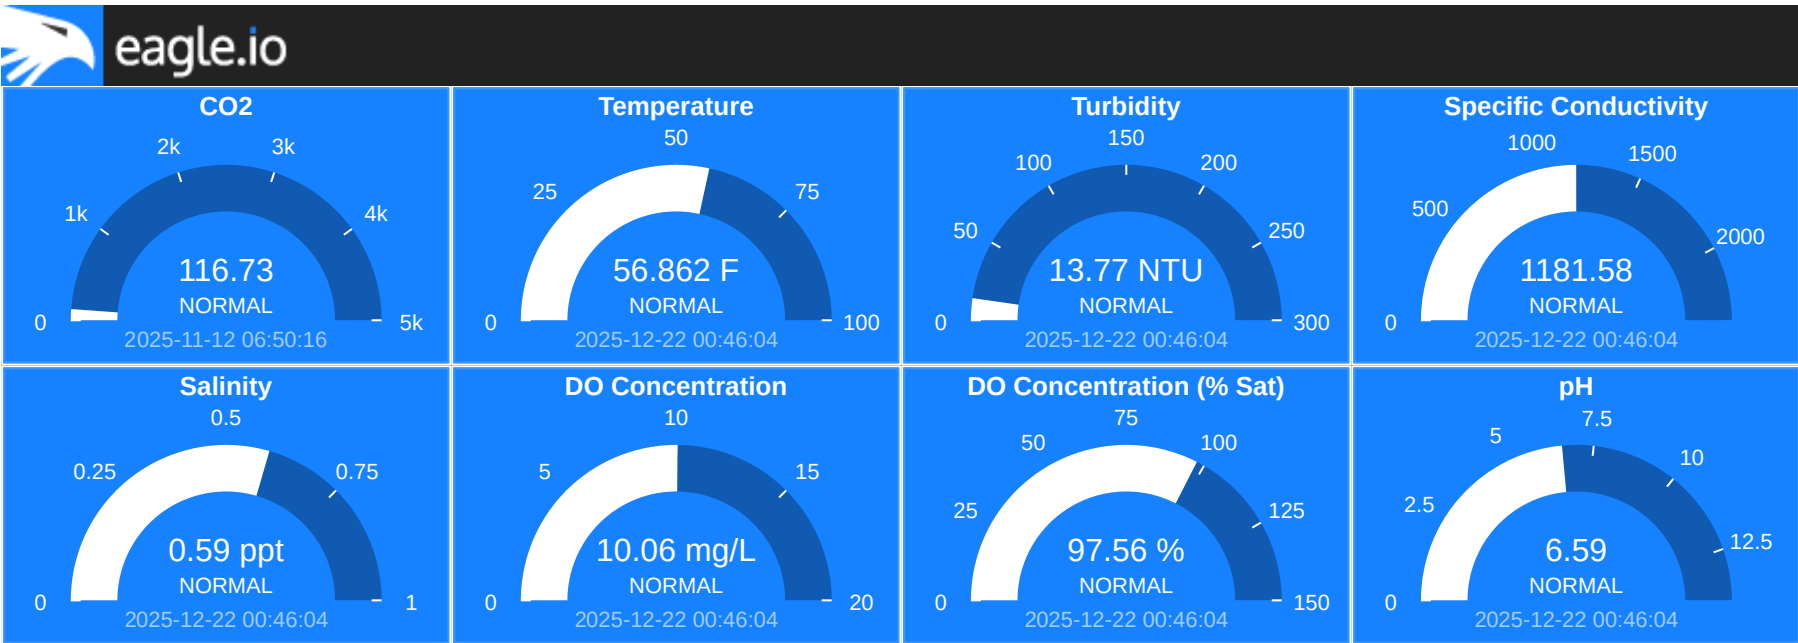 eagle.io
CO2
0
1k
2k
3k
4k
5k
116.73
NORMAL
2025-11-12 06:50:16
Temperature
0
25
50
75
100
56.862 F
NORMAL
2025-12-22 00:46:04
Turbidity
0
50
100
150
200
250
300
13.77 NTU
NORMAL
2025-12-22 00:46:04
Specific Conductivity
0
500
1000
1500
2000
1181.58
NORMAL
2025-12-22 00:46:04
Salinity
0
0.25
0.5
0.75
1
0.59 ppt
NORMAL
2025-12-22 00:46:04
DO Concentration
0
5
10
15
20
10.06 mg/L
NORMAL
2025-12-22 00:46:04
DO Concentration (% Sat)
0
25
50
75
100
125
150
97.56 %
NORMAL
2025-12-22 00:46:04
pH
0
2.5
5
7.5
10
12.5
6.59
NORMAL
2025-12-22 00:46:04